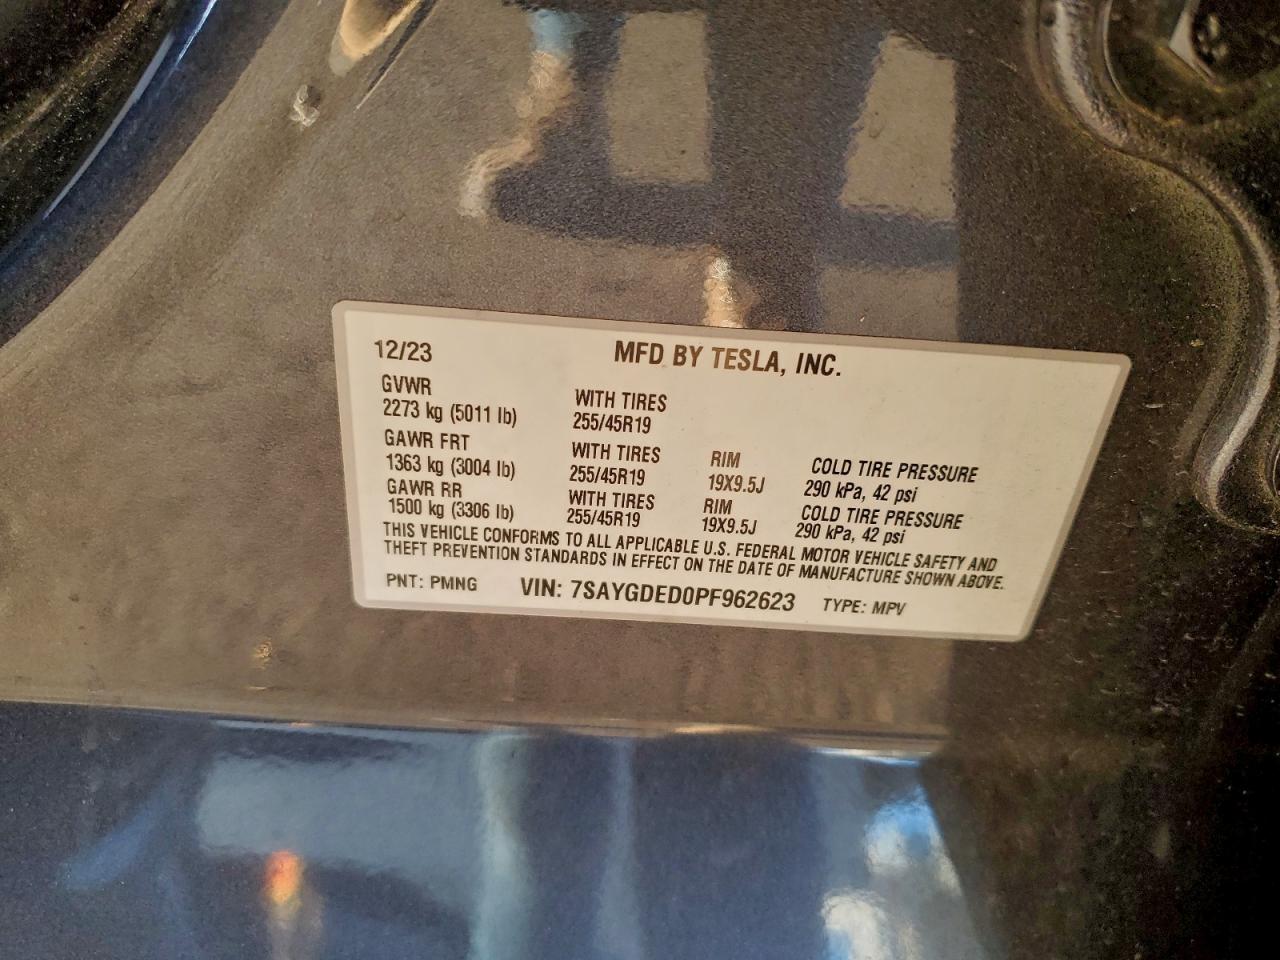 12/23 MFD BY TESLA, INC.
GVWR WITH TIRES
2273 kg (5011 lb) 255/45R19
GAWR FRT WITH TIRES RIM COLD TIRE PRESSURE
1363 kg (3004 lb) 255/45R19 19X9.5J 290 kPa, 42 psi
GAWR RR WITH TIRES RIM COLD TIRE PRESSURE
1500 kg (3306 lb) 255/45R19 19X9.5J 290 kPa, 42 psi
THIS VEHICLE CONFORMS TO ALL APPLICABLE U.S. FEDERAL MOTOR VEHICLE SAFETY AND
THEFT PREVENTION STANDARDS IN EFFECT ON THE DATE OF MANUFACTURE SHOWN ABOVE.
PNT: PMNG VIN: 7SAYGDED0PF962623 TYPE: MPV